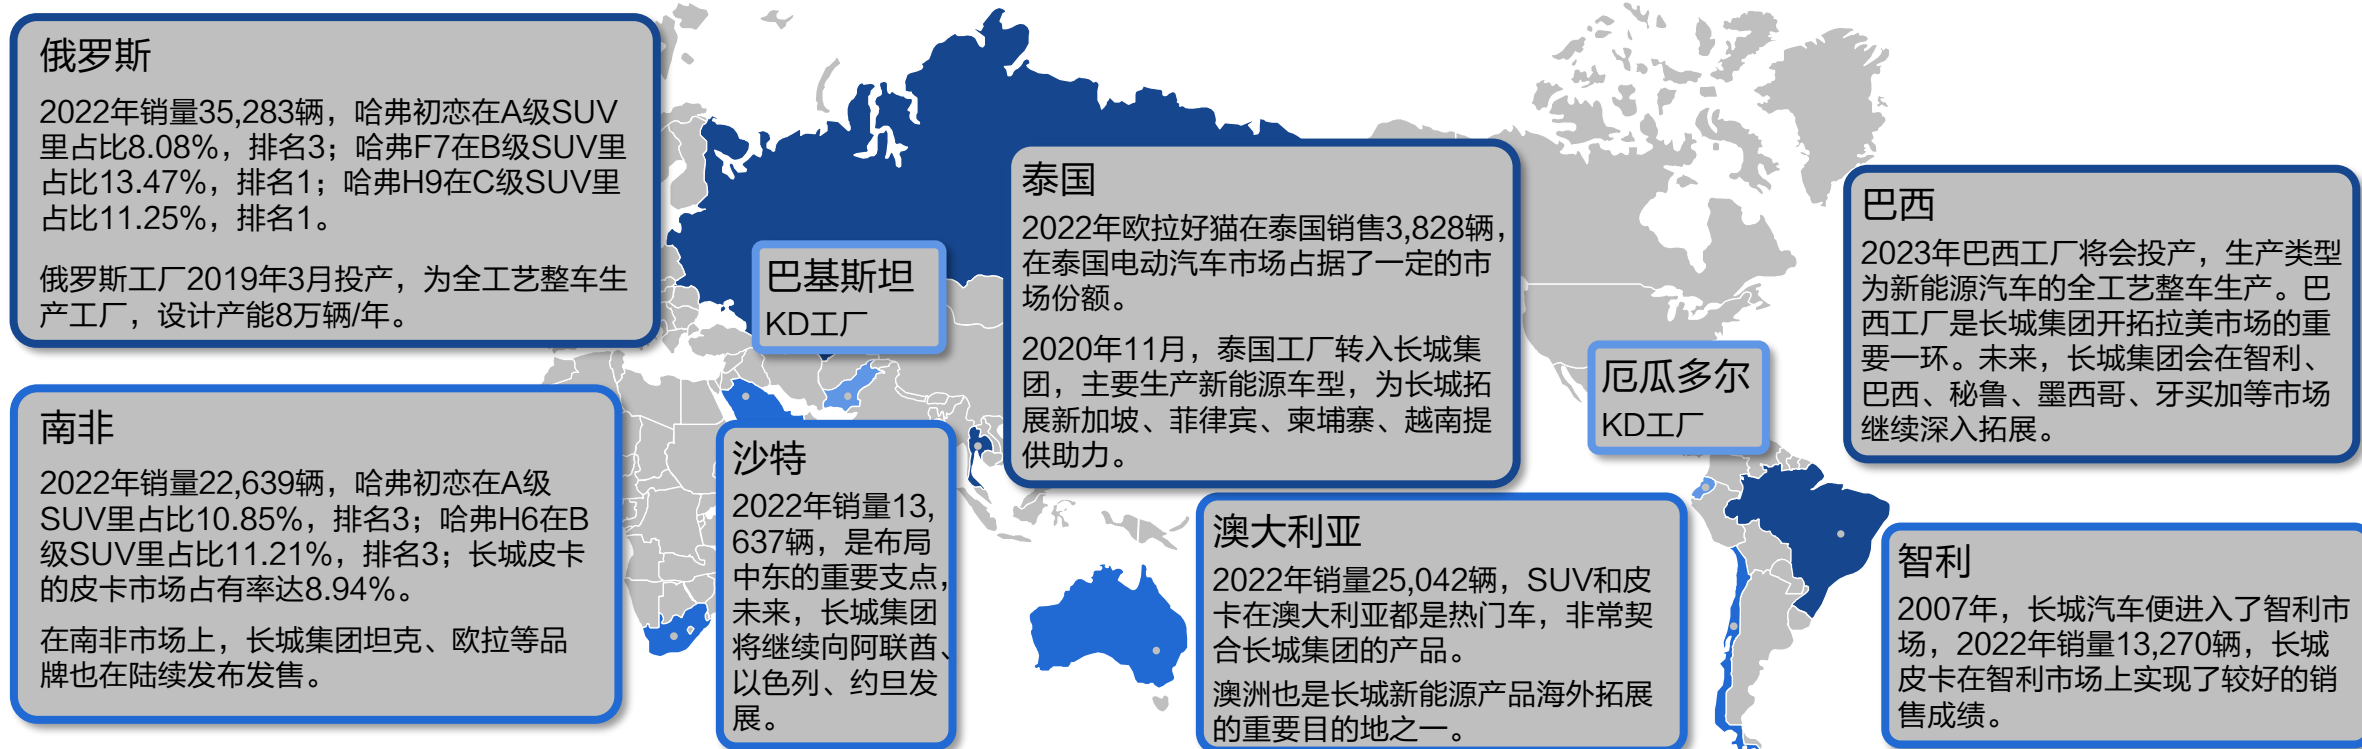 俄罗斯
2022年销量35,283辆，哈弗初恋在A级SUV
里占比8.08%，排名3；哈弗F7在B级SUV里
占比13.47%，排名1；哈弗H9在C级SUV里
占比11.25%，排名1。
俄罗斯工厂2019年3月投产，为全工艺整车生
产工厂，设计产能8万辆/年。
南非
2022年销量22,639辆，哈弗初恋在A级
SUV里占比10.85%，排名3；哈弗H6在B
级SUV里占比11.21%，排名3；长城皮卡
的皮卡市场占有率达8.94%。
在南非市场上，长城集团坦克、欧拉等品
牌也在陆续发布发售。
巴基斯坦
KD工厂
沙特
2022年销量13,
637辆，是布局
中东的重要支点，
未来，长城集团
将继续向阿联酋、
以色列、约旦发
展。
泰国
2022年欧拉好猫在泰国销售3,828辆，
在泰国电动汽车市场占据了一定的市
场份额。
2020年11月，泰国工厂转入长城集
团，主要生产新能源车型，为长城拓
展新加坡、菲律宾、柬埔寨、越南提
供助力。
澳大利亚
2022年销量25,042辆，SUV和皮
卡在澳大利亚都是热门车，非常契
合长城集团的产品。
澳洲也是长城新能源产品海外拓展
的重要目的地之一。
厄瓜多尔
KD工厂
巴西
2023年巴西工厂将会投产，生产类型
为新能源汽车的全工艺整车生产。巴
西工厂是长城集团开拓拉美市场的重
要一环。未来，长城集团会在智利、
巴西、秘鲁、墨西哥、牙买加等市场
继续深入拓展。
智利
2007年，长城汽车便进入了智利市
场，2022年销量13,270辆，长城
皮卡在智利市场上实现了较好的销
售成绩。